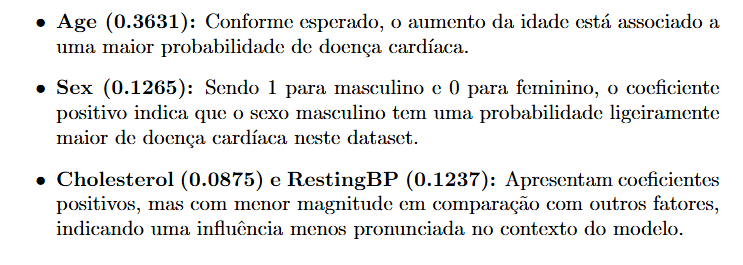 • Age (0.3631): Conforme esperado, o aumento da idade está associado a
uma maior probabilidade de doença cardíaca.
• Sex (0.1265): Sendo 1 para masculino e 0 para feminino, o coeficiente
positivo indica que o sexo masculino tem uma probabilidade ligeiramente
maior de doença cardíaca neste dataset.
• Cholesterol (0.0875) e RestingBP (0.1237): Apresentam coeficientes
positivos, mas com menor magnitude em comparação com outros fatores,
indicando uma influência menos pronunciada no contexto do modelo.